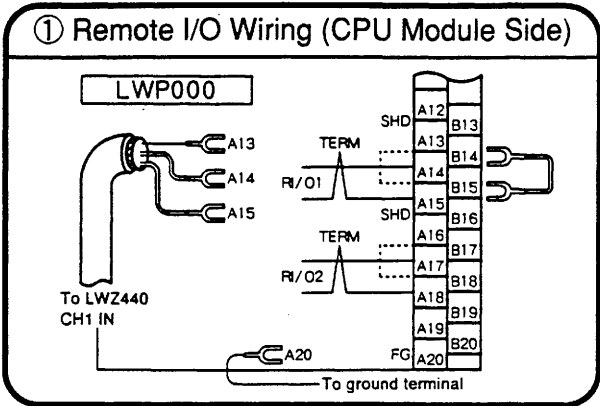 ① Remote I/O Wiring (CPU Module Side)
LWP000
A13
A14
A15
To LWZ440
CH1 IN
A20
To ground terminal
TERM
RI/O1
TERM
RI/O2
SHD
SHD
FG
A12
A13
A14
A15
A16
A17
A18
A19
A20
B13
B14
B15
B16
B17
B18
B19
B20